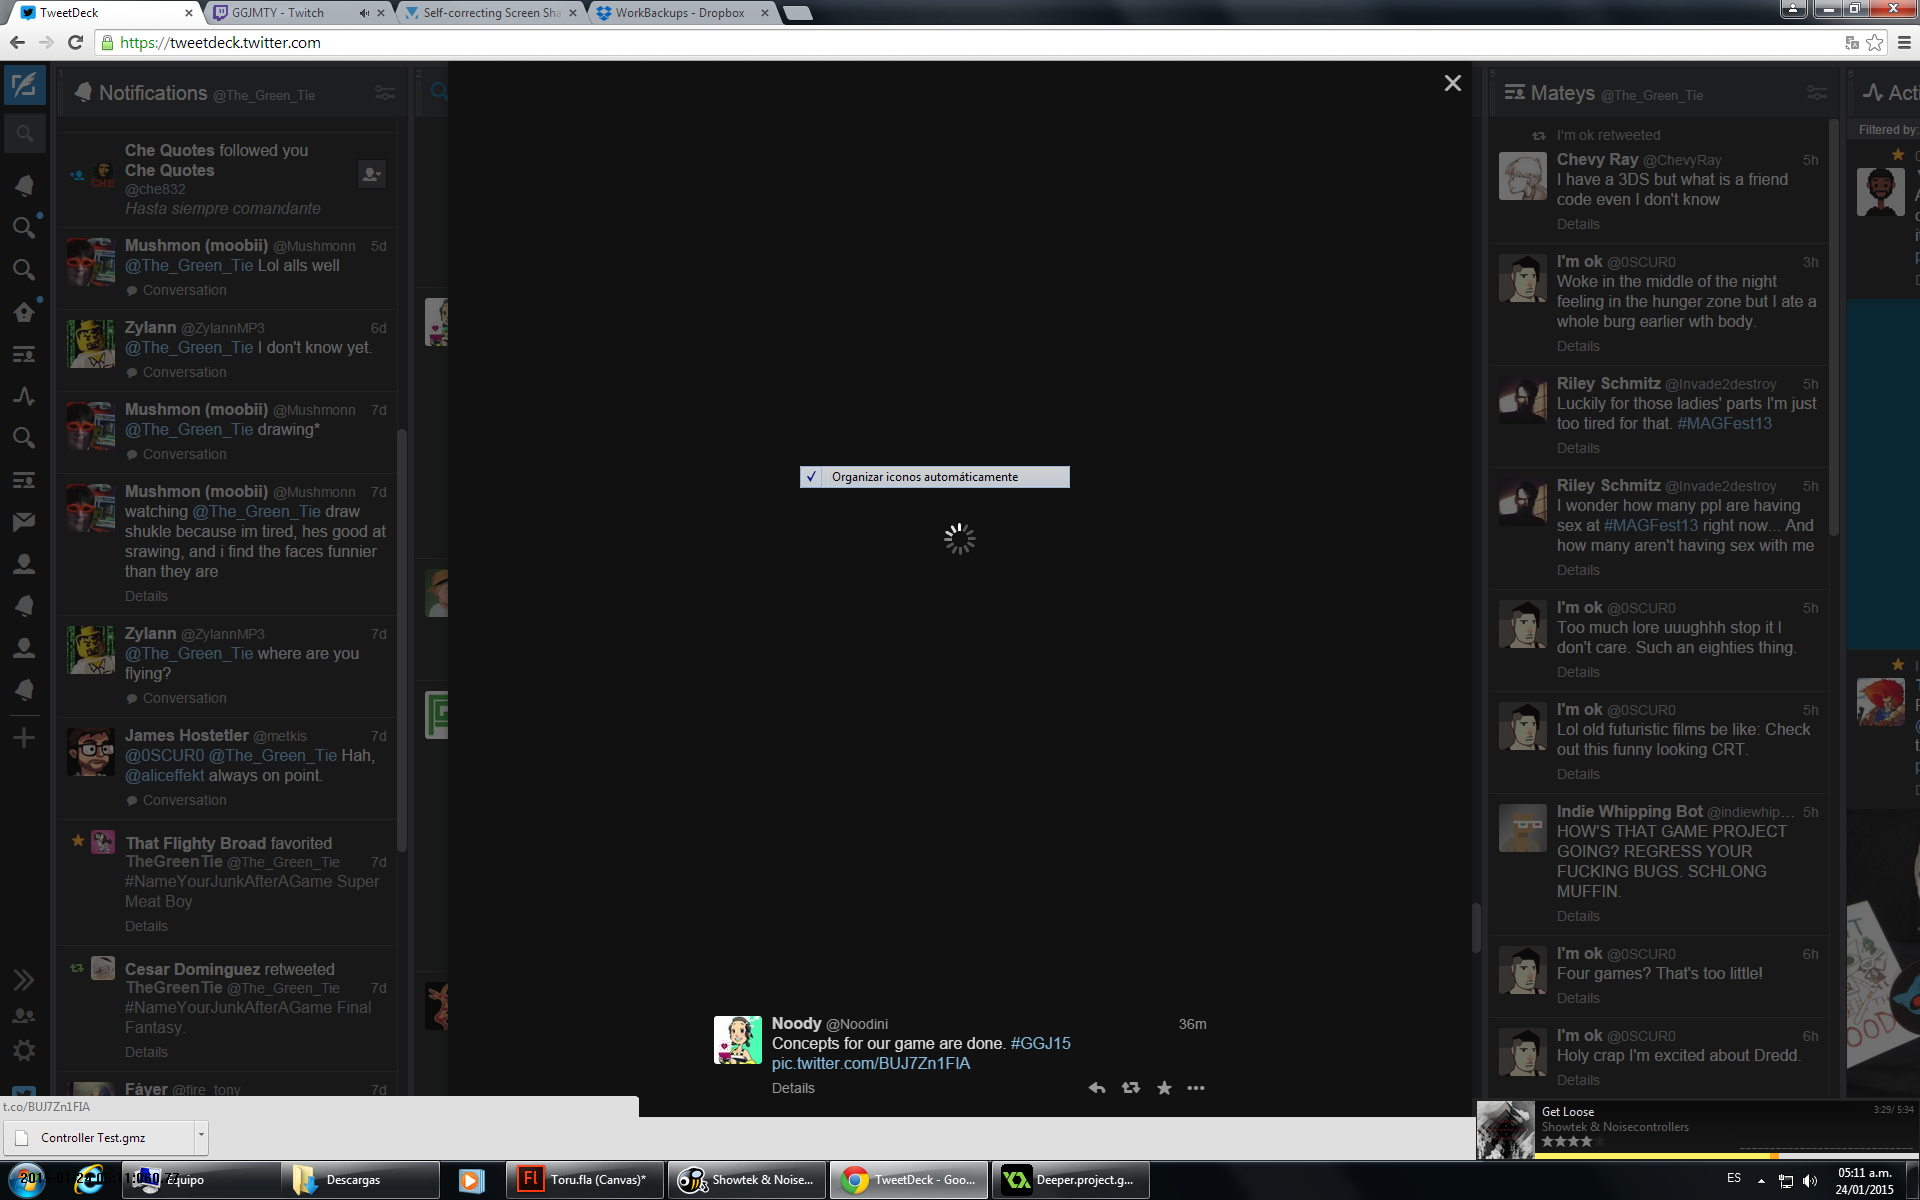 TweetDeck
GGJMTY - Twitch
Self-correcting Screen Sha
WorkBackups - Dropbox
https://tweetdeck.twitter.com
1
Notifications @The_Green_Tie
Che Quotes followed you
Che Quotes
@che832
Hasta siempre comandante
CHE
Mushmon (moobii) @Mushmonn 5d
@The_Green_Tie Lol alls well
Conversation
Zylann @ZylannMP3 6d
@The_Green_Tie I don't know yet.
Conversation
Mushmon (moobii) @Mushmonn 7d
@The_Green_Tie drawing*
Conversation
Mushmon (moobii) @Mushmonn 7d
watching @The_Green_Tie draw
shukle because im tired, hes good at
srawing, and i find the faces funnier
than they are
Details
Zylann @ZylannMP3 7d
@The_Green_Tie where are you
flying?
Conversation
James Hostetler @metkis 7d
@0SCUR0 @The_Green_Tie Hah,
@aliceffekt always on point.
Conversation
That Flighty Broad favorited
TheGreenTie @The_Green_Tie 7d
#NameYourJunkAfterAGame Super
Meat Boy
Details
Cesar Dominguez retweeted
TheGreenTie @The_Green_Tie 7d
#NameYourJunkAfterAGame Final
Fantasy.
Details
Fáyer @fire_tony 7d
2
Organizar iconos automáticamente
Noody @Noodini 36m
Concepts for our game are done. #GGJ15
pic.twitter.com/BUJ7Zn1FIA
Details
5
Mateys @The_Green_Tie
I'm ok retweeted
Chevy Ray @ChevyRay 5h
I have a 3DS but what is a friend
code even I don't know
Details
I'm ok @0SCUR0 3h
Woke in the middle of the night
feeling in the hunger zone but I ate a
whole burg earlier wth body.
Details
Riley Schmitz @Invade2destroy 5h
Luckily for those ladies' parts I'm just
too tired for that. #MAGFest13
Details
Riley Schmitz @Invade2destroy 5h
I wonder how many ppl are having
sex at #MAGFest13 right now... And
how many aren't having sex with me
Details
I'm ok @0SCUR0 5h
Too much lore uuughhh stop it I
don't care. Such an eighties thing.
Details
I'm ok @0SCUR0 5h
Lol old futuristic films be like: Check
out this funny looking CRT.
Details
Indie Whipping Bot @indiewhip... 5h
HOW'S THAT GAME PROJECT
GOING? REGRESS YOUR
FUCKING BUGS. SCHLONG
MUFFIN.
Details
I'm ok @0SCUR0 6h
Four games? That's too little!
Details
I'm ok @0SCUR0 6h
Holy crap I'm excited about Dredd.
Details
6
Acti
Filtered by:
t.co/BUJ7Zn1FIA
Controller Test.gmz
Get Loose 3:29/ 5:34
Showtek & Noisecontrollers
Equipo
Descargas
Toru.fla (Canvas)*
Showtek & Noise...
TweetDeck - Goo...
Deeper.project.g...
ES
05:11 a.m.
24/01/2015